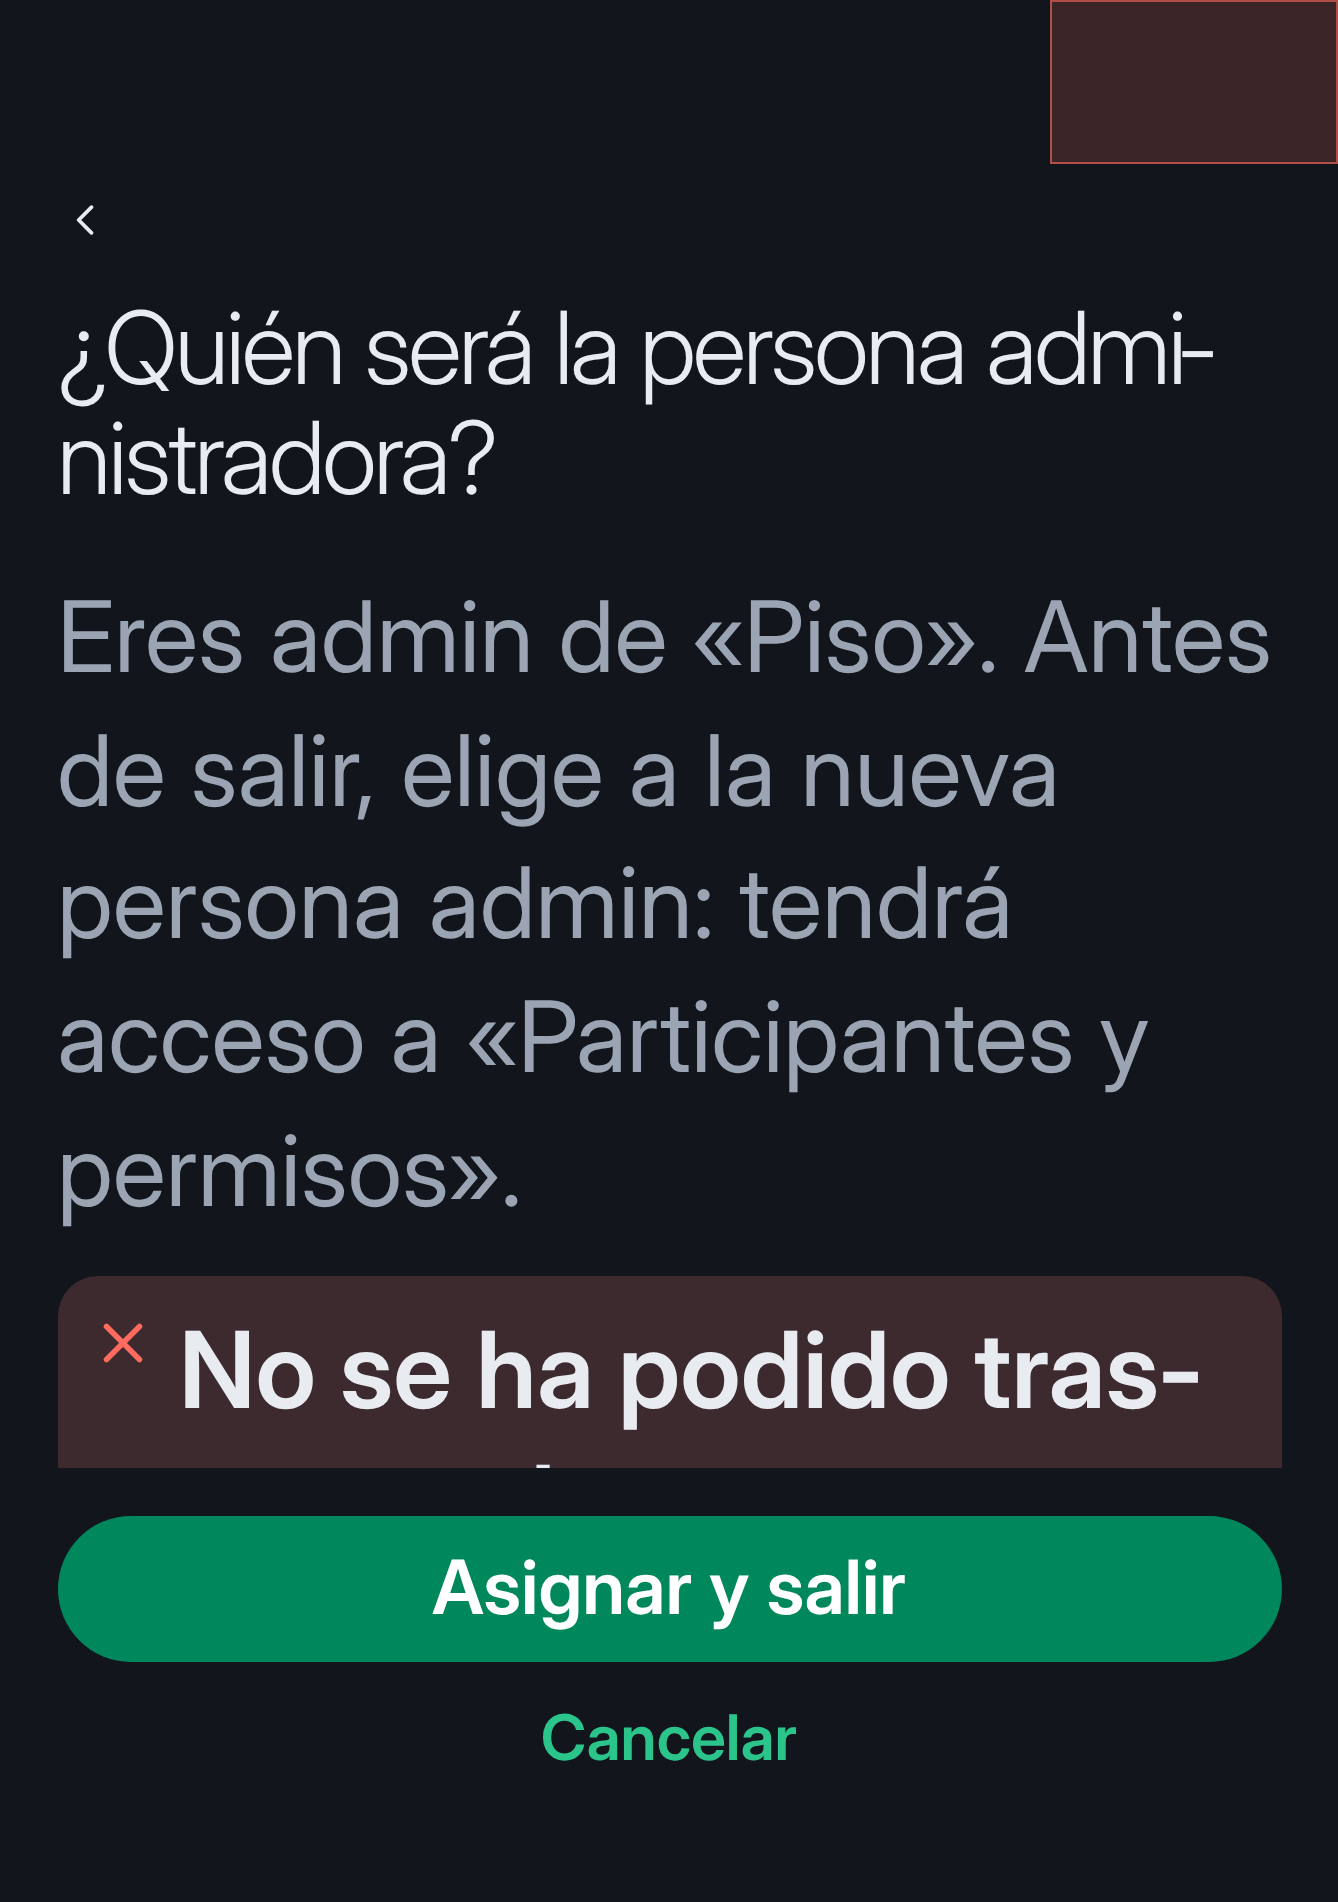 ¿Quién será la persona admi-
nistradora?
Eres admin de «Piso». Antes
de salir, elige a la nueva
persona admin: tendrá
acceso a «Participantes y
permisos».
No se ha podido tras-
Asignar y salir
Cancelar